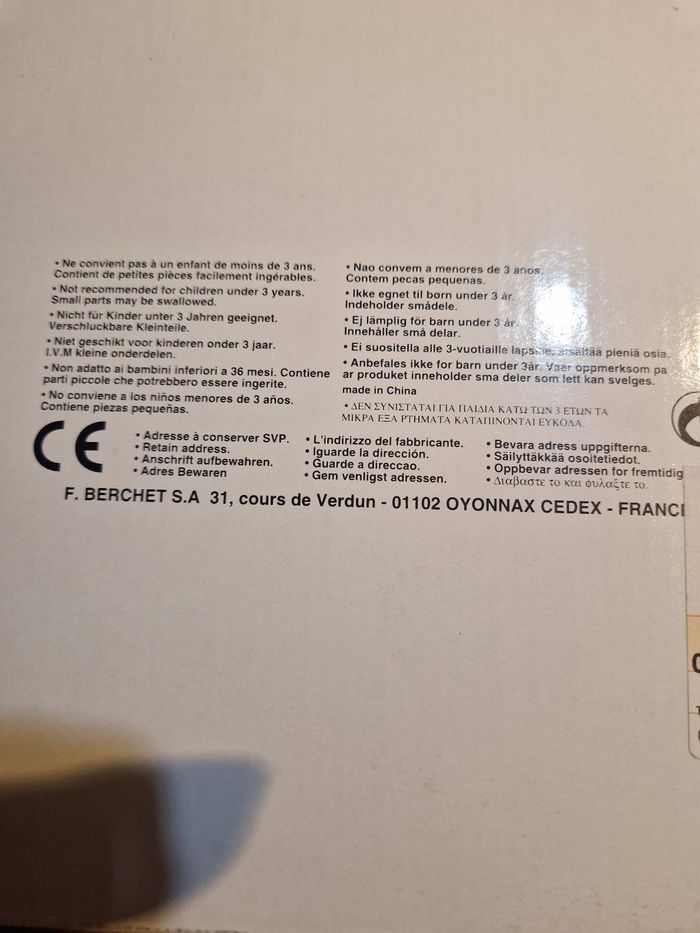 • Ne convient pas à un enfant de moins de 3 ans.
Contient de petites pièces facilement ingérables.
• Not recommended for children under 3 years.
Small parts may be swallowed.
• Nicht für Kinder unter 3 Jahren geeignet.
Verschluckbare Kleinteile.
• Niet geschikt voor kinderen onder 3 jaar.
I.V.M kleine onderdelen.
• Non adatto ai bambini inferiori a 36 mesi. Contiene
parti piccole che potrebbero essere ingerite.
• No conviene a los niños menores de 3 años.
Contiene piezas pequeñas.
• Nao convem a menores de 3 anos.
Contem pecas pequenas.
• Ikke egnet til born under 3 år.
Indeholder smådele.
• Ej lämplig för barn under 3 år.
Innehåller små delar.
• Ei suositella alle 3-vuotiaille lapsille, sisältää pieniä osia.
• Anbefales ikke for barn under 3år. Vaer oppmerksom pa
ar produket inneholder sma deler som lett kan svelges.
made in China
• ΔΕΝ ΣΥΝΙΣΤΑΤΑΙ ΓΙΑ ΠΑΙΔΙΑ ΚΑΤΩ ΤΩΝ 3 ΕΤΩΝ ΤΑ
ΜΙΚΡΑ ΕΞΑ ΡΤΗΜΑΤΑ ΚΑΤΑΠΙΝΟΝΤΑΙ ΕΥΚΟΛΑ.
CE
• Adresse à conserver SVP.
• Retain address.
• Anschrift aufbewahren.
• Adres Bewaren
• L'indirizzo del fabbricante.
• Iguarde la dirección.
• Guarde a direccao.
• Gem venligst adressen.
• Bevara adress uppgifterna.
• Säilyttäkkää osoitetiedot.
• Oppbevar adressen for fremtidig
• Διαβαστε το και φυλαξτε το.
F. BERCHET S.A 31, cours de Verdun - 01102 OYONNAX CEDEX - FRANC